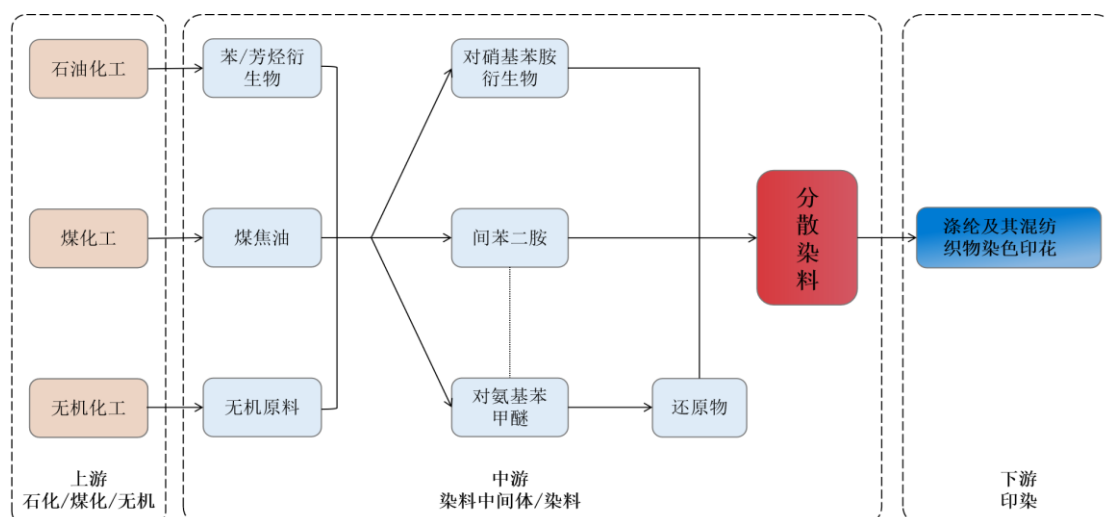 石油化工
苯/芳烃衍
生物
对硝基苯胺
衍生物
煤化工
煤焦油
间苯二胺
分
散
染
料
涤纶及其混纺
织物染色印花
无机化工
无机原料
对氨基苯
甲醚
还原物
上游
石化/煤化/无机
中游
染料中间体/染料
下游
印染